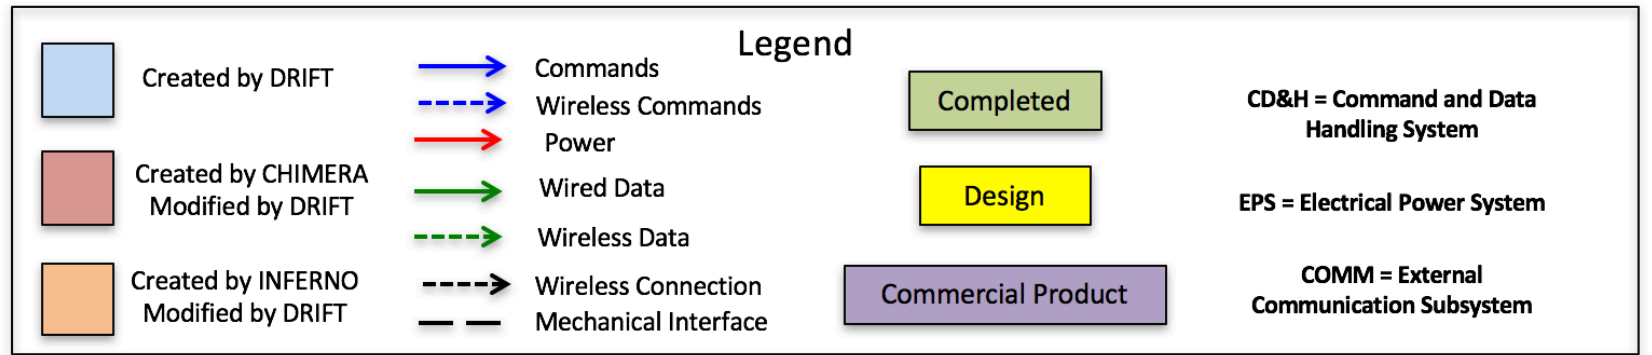 Legend
Created by DRIFT
Created by CHIMERA
Modified by DRIFT
Created by INFERNO
Modified by DRIFT
Commands
Wireless Commands
Power
Wired Data
Wireless Data
Wireless Connection
Mechanical Interface
Completed
Design
Commercial Product
CD&H = Command and Data
Handling System
EPS = Electrical Power System
COMM = External
Communication Subsystem